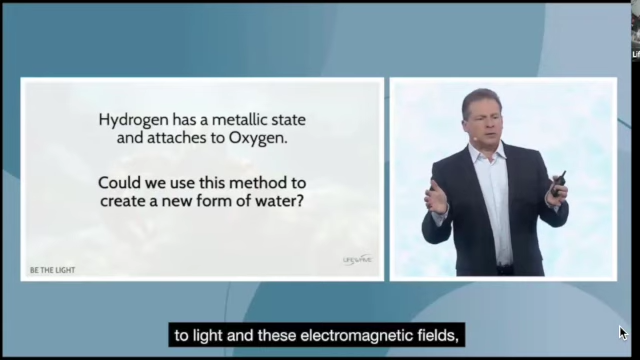 Hydrogen has a metallic state
and attaches to Oxygen.
Could we use this method to
create a new form of water?
BE THE LIGHT
LIFEWAVE
to light and these electromagnetic fields,